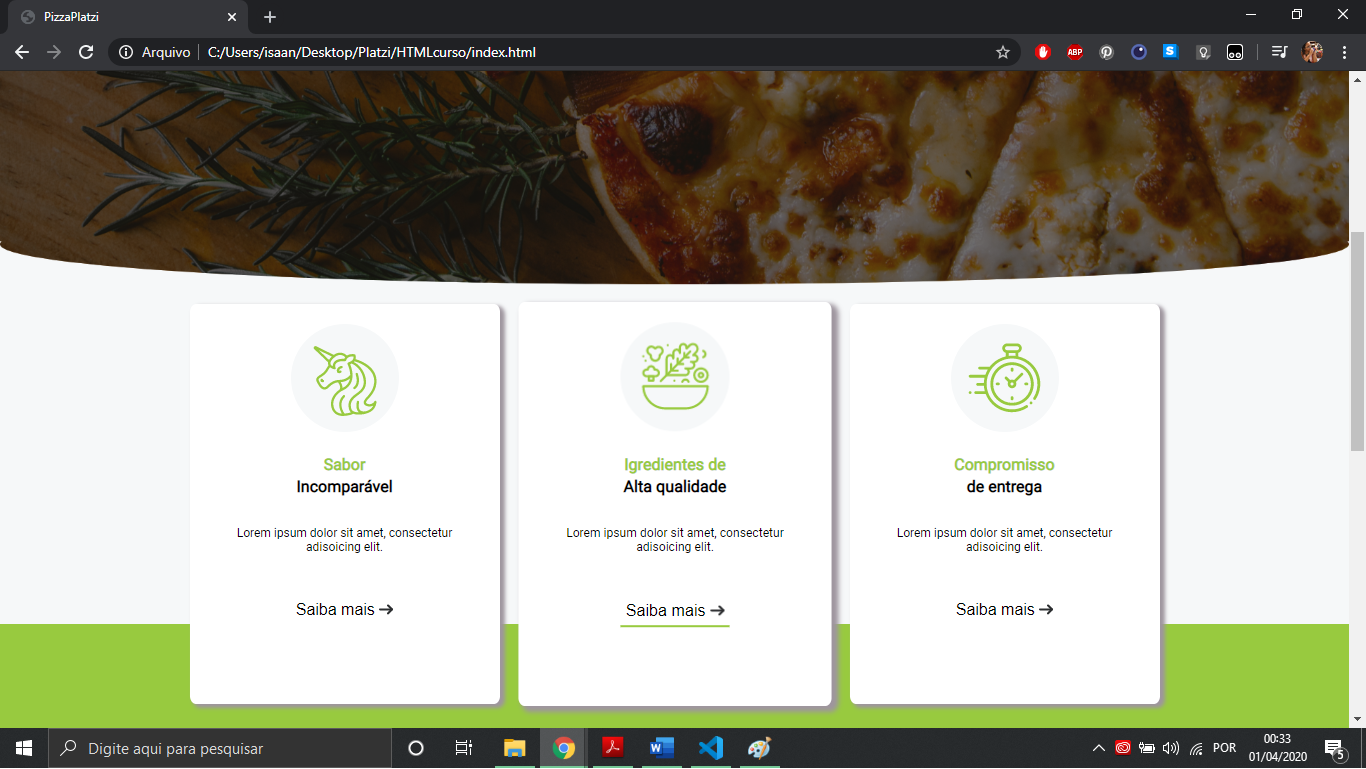 PizzaPlatzi
Arquivo C:/Users/isaan/Desktop/Platzi/HTMLcurso/index.html
ABP
S
Sabor
Incomparável
Lorem ipsum dolor sit amet, consectetur
adisoicing elit.
Saiba mais →
Igredientes de
Alta qualidade
Lorem ipsum dolor sit amet, consectetur
adisoicing elit.
Saiba mais →
Compromisso
de entrega
Lorem ipsum dolor sit amet, consectetur
adisoicing elit.
Saiba mais →
Digite aqui para pesquisar
W
POR
00:33
01/04/2020
5